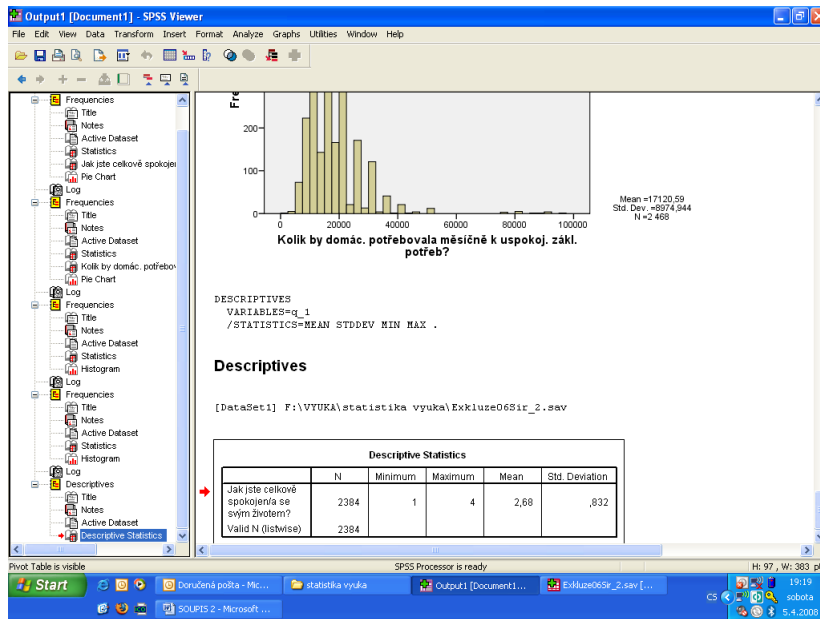 Output1 [Document1] - SPSS Viewer
File Edit View Data Transform Insert Format Analyze Graphs Utilities Window Help
Frequencies
Title
Notes
Active Dataset
Statistics
Jak jste celkově spokojen
Pie Chart
Log
Frequencies
Title
Notes
Active Dataset
Statistics
Kolik by domác. potřebov
Pie Chart
Log
Frequencies
Title
Notes
Active Dataset
Statistics
Histogram
Log
Frequencies
Title
Notes
Active Dataset
Statistics
Histogram
Log
Descriptives
Title
Notes
Active Dataset
Descriptive Statistics
Fre
200
100
0
0 20000 40000 60000 80000 100000
Kolik by domác. potřebovala měsíčně k uspokoj. zákl.
potřeb?
Mean =17120,59
Std. Dev. =8974,944
N =2 468
DESCRIPTIVES
VARIABLES=q_1
/STATISTICS=MEAN STDDEV MIN MAX .
Descriptives
[DataSet1] F:\VYUKA\statistika vyuka\Exkluze06Sir_2.sav
Descriptive Statistics
N Minimum Maximum Mean Std. Deviation
Jak jste celkově
spokojen/a se
svým životem?
2384 1 4 2,68 ,832
Valid N (listwise) 2384
Pivot Table is visible
SPSS Processor is ready
H: 97 , W: 383 pt
Start
Doručená pošta - Mic...
statistika vyuka
Output1 [Document1...
Exkluze06Sir_2.sav [...
SOUPIS 2 - Microsoft ...
CS
19:19
sobota
5.4.2008